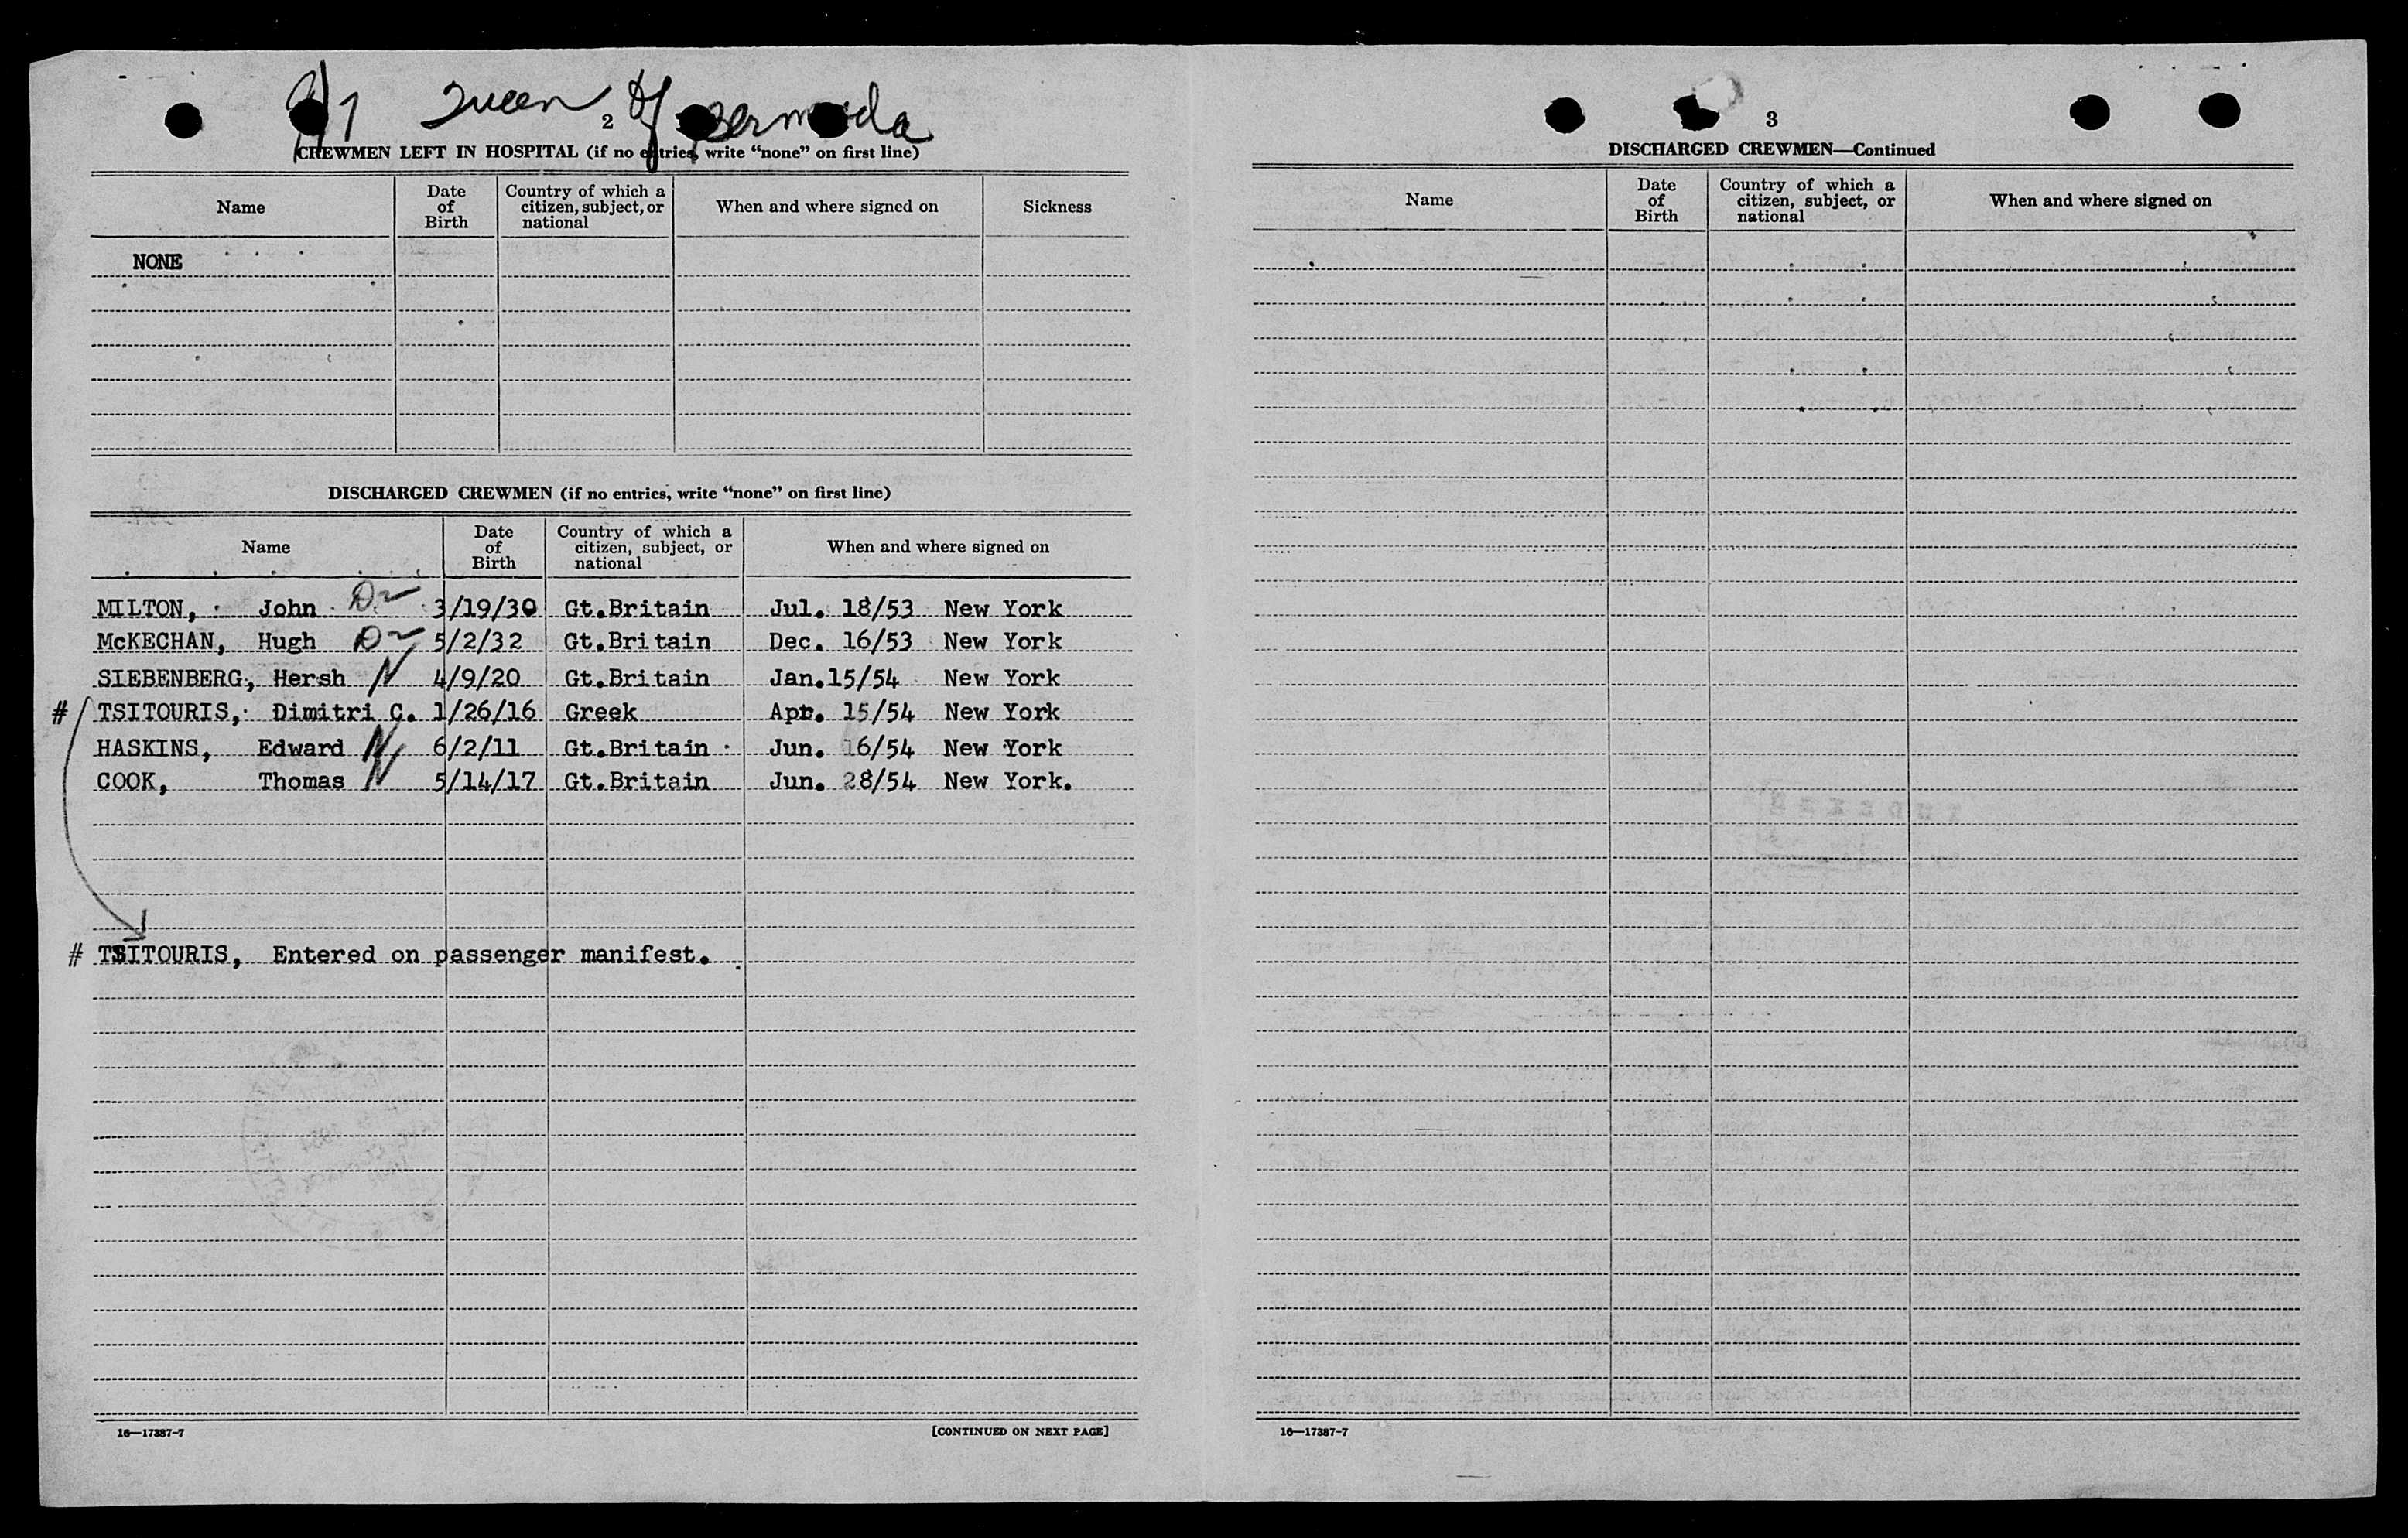 Queen Of Bermuda
2
CREWMEN LEFT IN HOSPITAL (if no entries, write “none” on first line)
Name Date of Birth Country of which a citizen, subject, or national When and where signed on Sickness
NONE
DISCHARGED CREWMEN (if no entries, write “none” on first line)
Name Date of Birth Country of which a citizen, subject, or national When and where signed on
MILTON, John 3/19/30 Gt.Britain Jul. 18/53 New York
McKECHAN, Hugh 5/2/32 Gt.Britain Dec. 16/53 New York
SIEBENBERG, Hersh N 4/9/20 Gt.Britain Jan.15/54 New York
# TSITOURIS, Dimitri C. 1/26/16 Greek Apr. 15/54 New York
HASKINS, Edward N 6/2/11 Gt.Britain Jun. 16/54 New York
COOK, Thomas N 5/14/17 Gt.Britain Jun. 28/54 New York.
# TSITOURIS, Entered on passenger manifest.
16—17387-7 [CONTINUED ON NEXT PAGE]
3
DISCHARGED CREWMEN—Continued
Name Date of Birth Country of which a citizen, subject, or national When and where signed on
16—17387-7